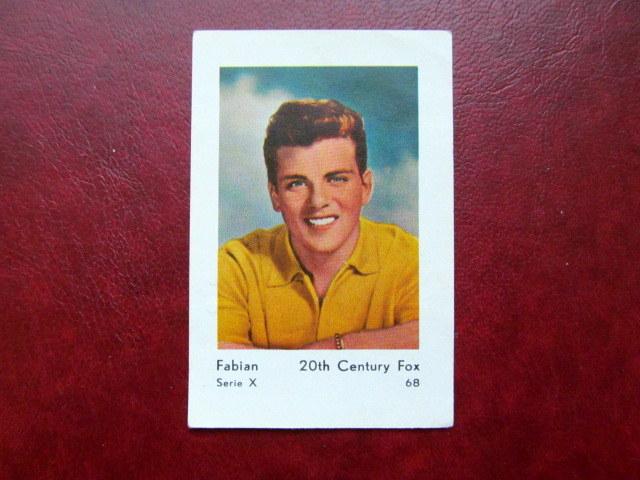 Fabian 20th Century Fox
Serie X 68